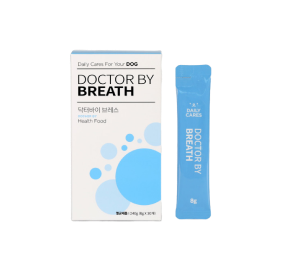 Daily Cares For Your DOG
DOCTOR BY
BREATH
닥터바이 브레스
Health Food
DAILY
CARES
DOCTOR BY
BREATH